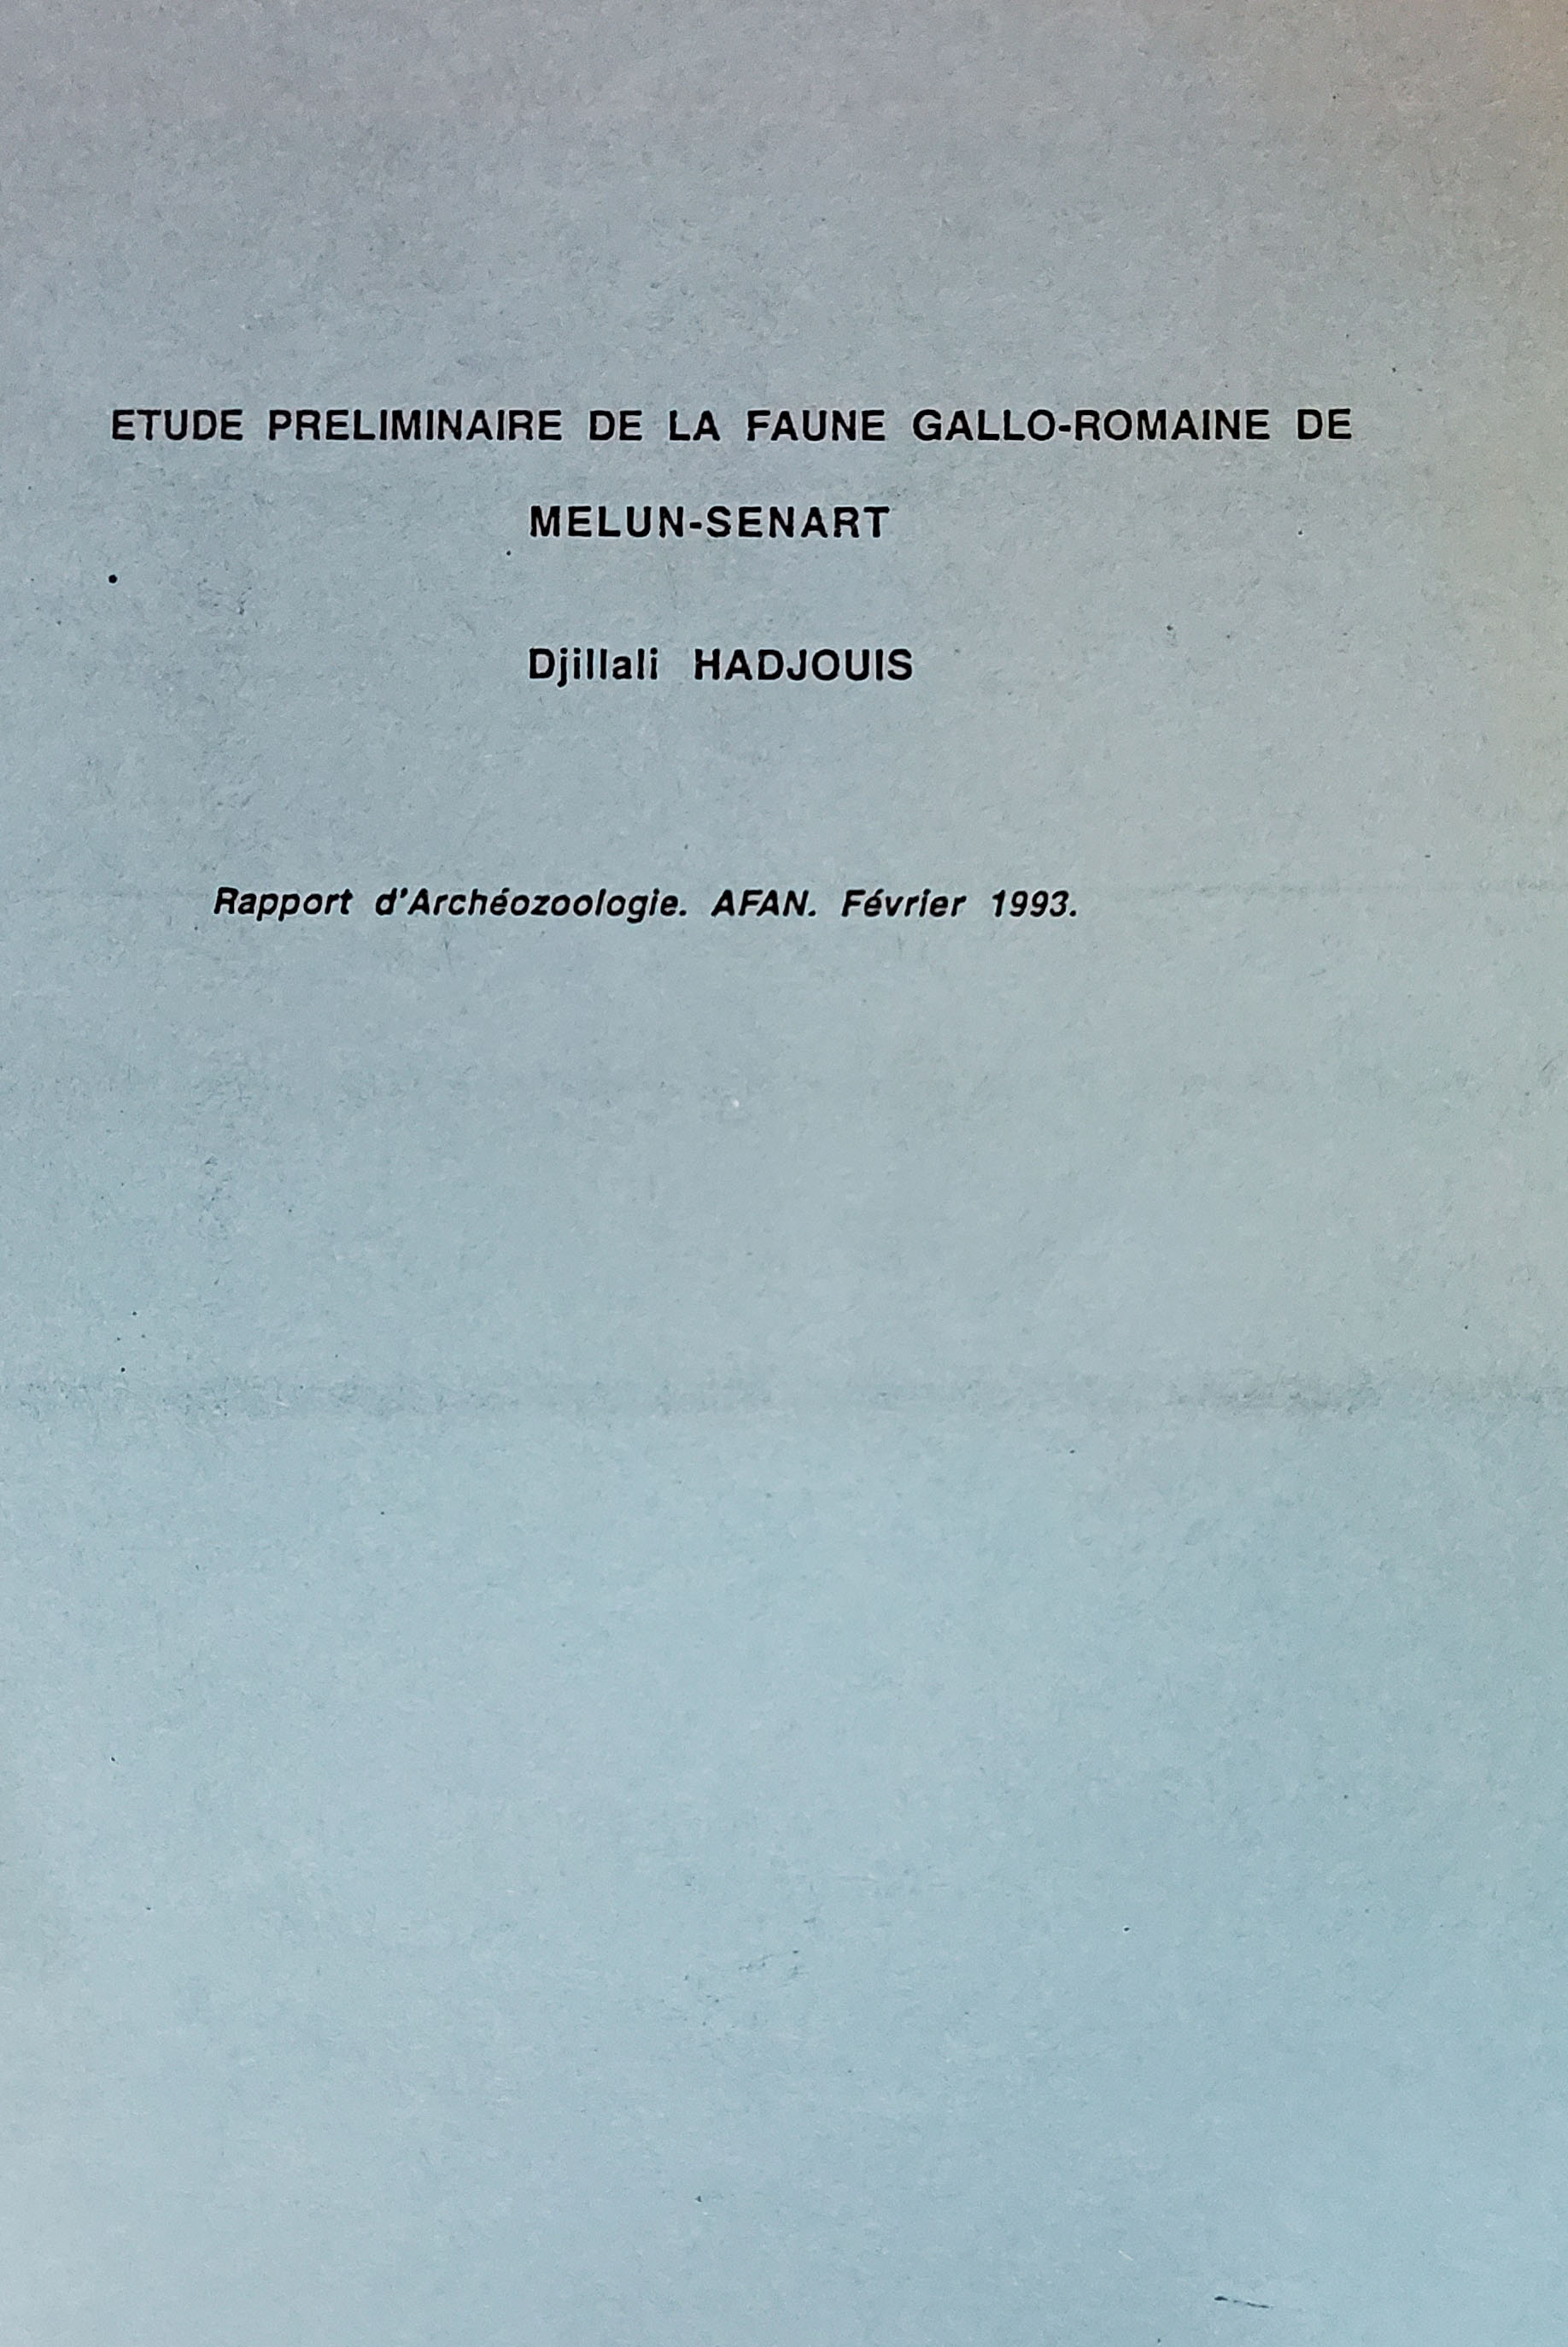 ETUDE PRELIMINAIRE DE LA FAUNE GALLO-ROMAINE DE
MELUN-SENART
Djillali HADJOUIS
Rapport d'Archéozoologie. AFAN. Février 1993.